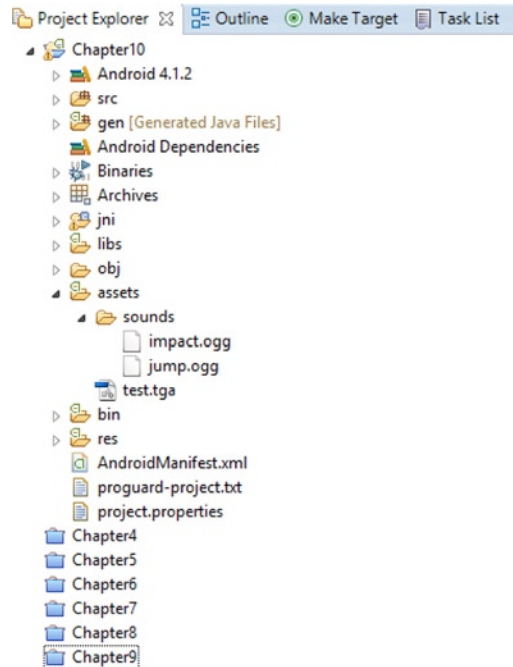 Project Explorer Outline Make Target Task List
Chapter10
Android 4.1.2
src
gen [Generated Java Files]
Android Dependencies
Binaries
Archives
jni
libs
obj
assets
sounds
impact.ogg
jump.ogg
test.tga
bin
res
AndroidManifest.xml
proguard-project.txt
project.properties
Chapter4
Chapter5
Chapter6
Chapter7
Chapter8
Chapter9